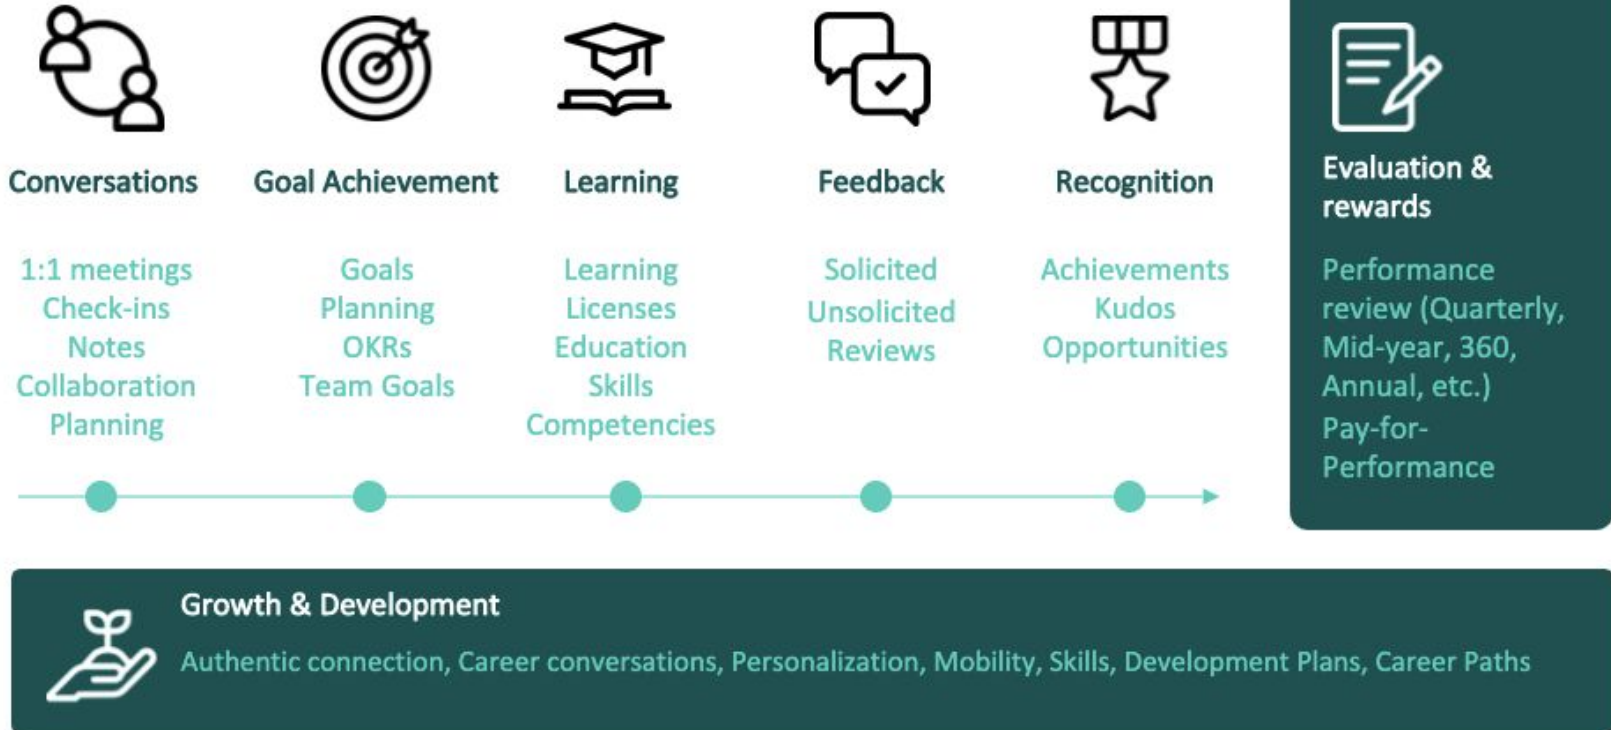 Conversations
1:1 meetings
Check-ins
Notes
Collaboration
Planning
Goal Achievement
Goals
Planning
OKRs
Team Goals
Learning
Learning
Licenses
Education
Skills
Competencies
Feedback
Solicited
Unsolicited
Reviews
Recognition
Achievements
Kudos
Opportunities
Evaluation &
rewards
Performance
review (Quarterly,
Mid-year, 360,
Annual, etc.)
Pay-for-
Performance
Growth & Development
Authentic connection, Career conversations, Personalization, Mobility, Skills, Development Plans, Career Paths